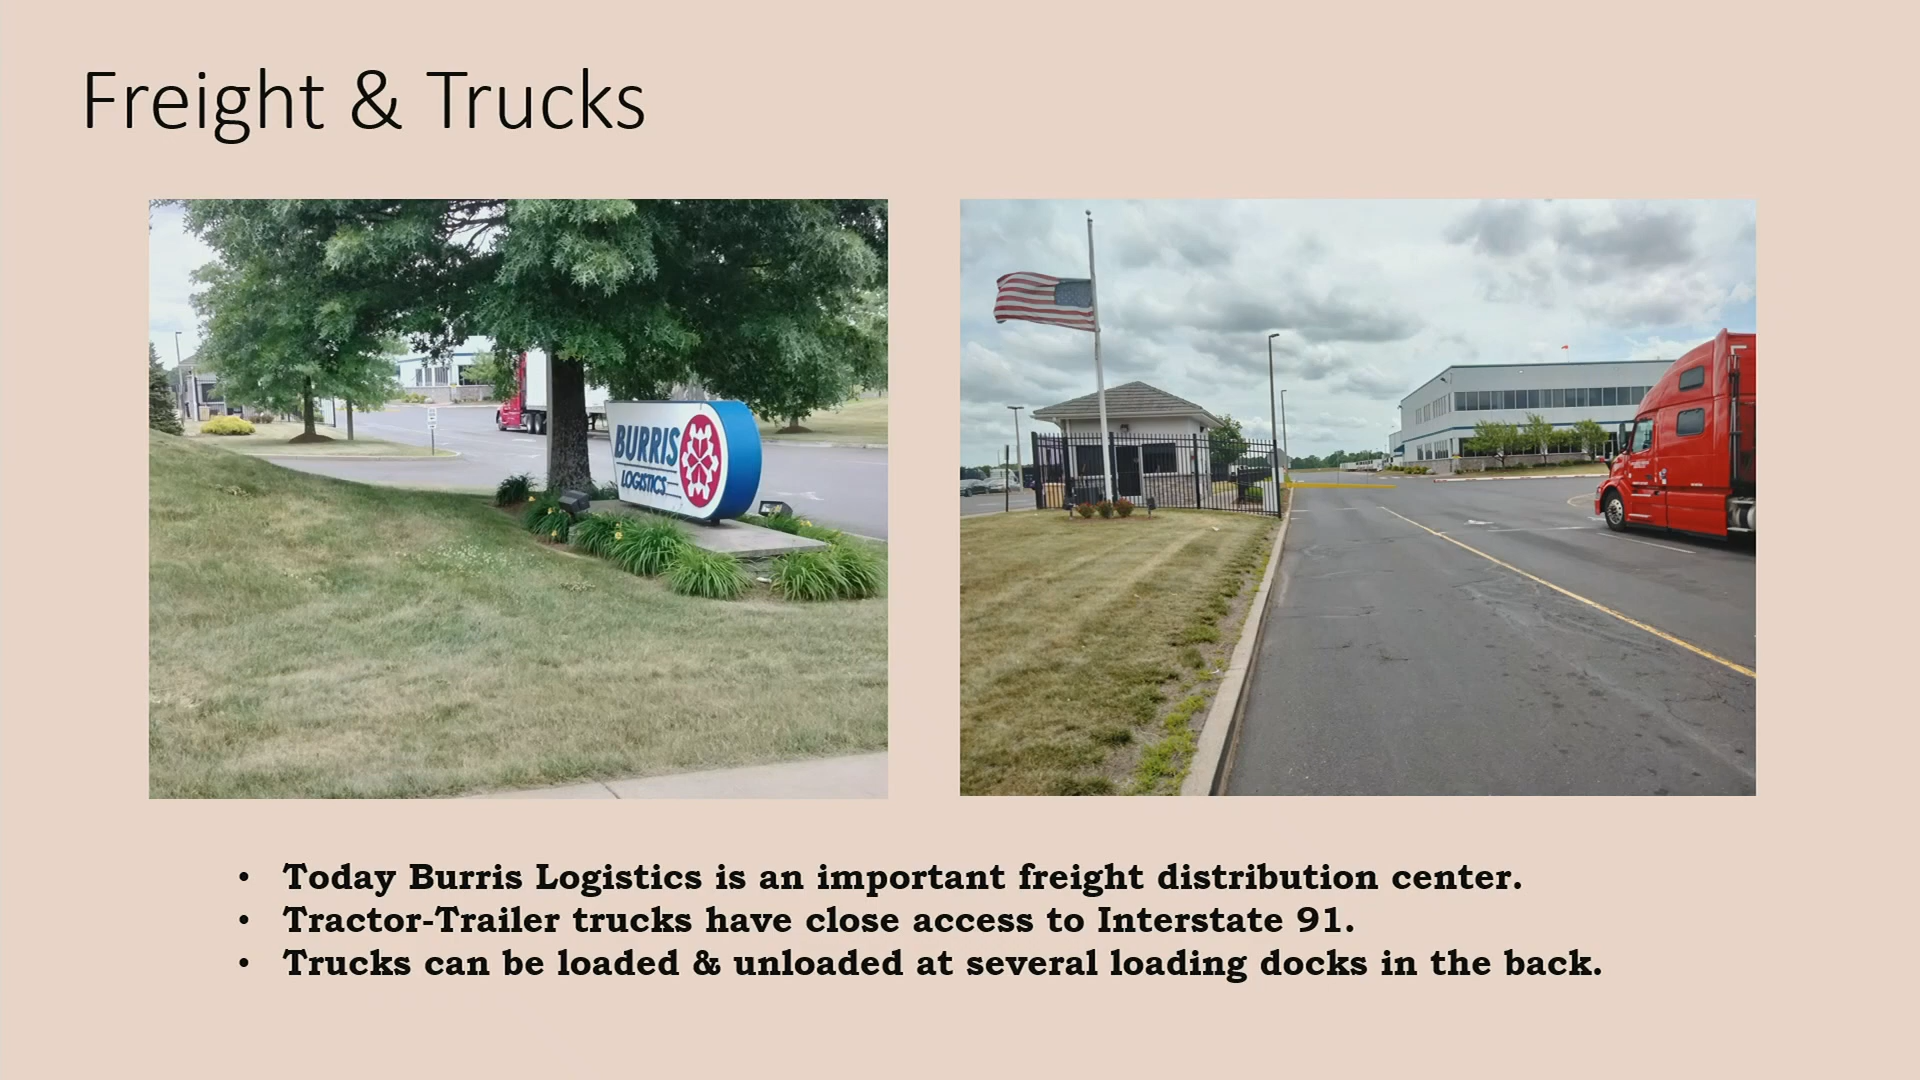 Freight & Trucks
BURRIS
LOGISTICS
• Today Burris Logistics is an important freight distribution center.
• Tractor-Trailer trucks have close access to Interstate 91.
• Trucks can be loaded & unloaded at several loading docks in the back.